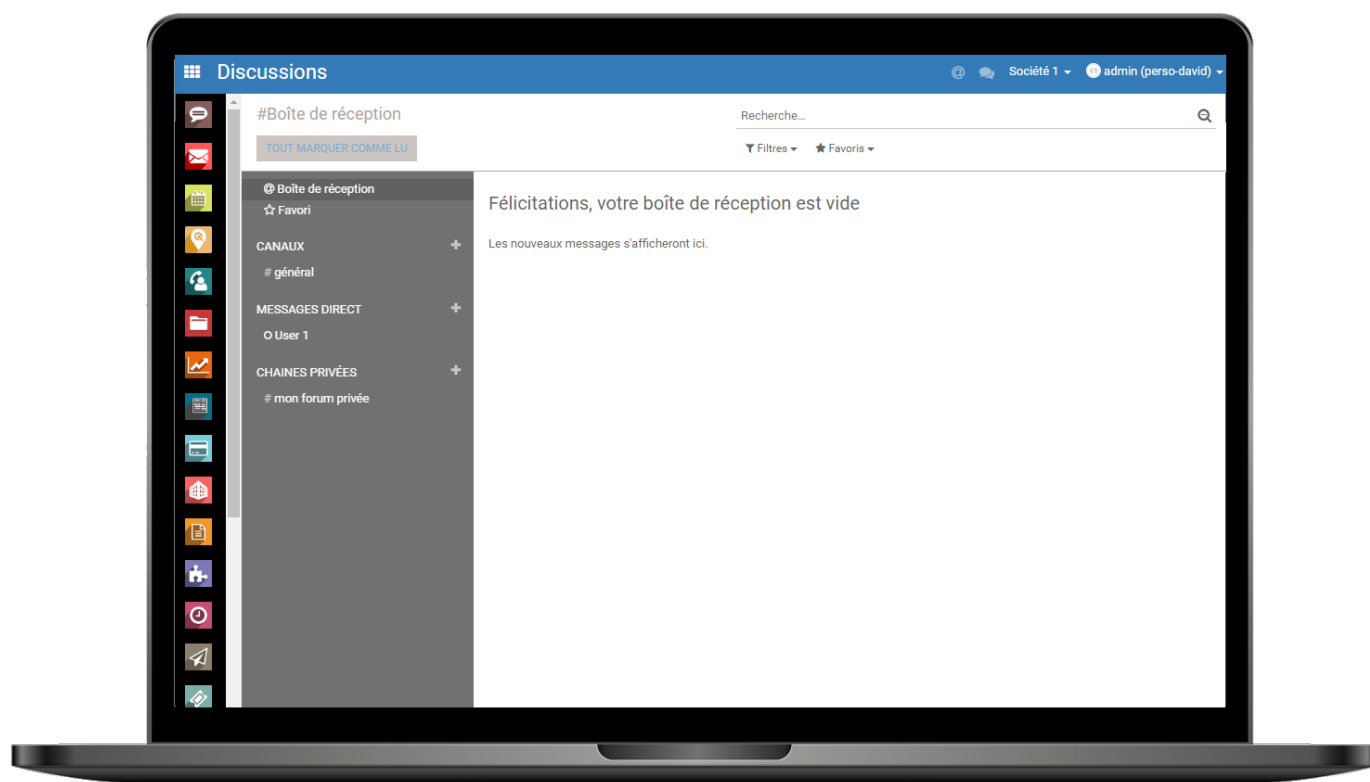 Discussions
@ Société 1 admin (perso-david)
#Boîte de réception
Recherche...
TOUT MARQUER COMME LU
Filtres Favoris
@ Boîte de réception
Favori
CANAUX +
# général
MESSAGES DIRECT +
User 1
CHAINES PRIVÉES +
# mon forum privée
Félicitations, votre boîte de réception est vide
Les nouveaux messages s'afficheront ici.